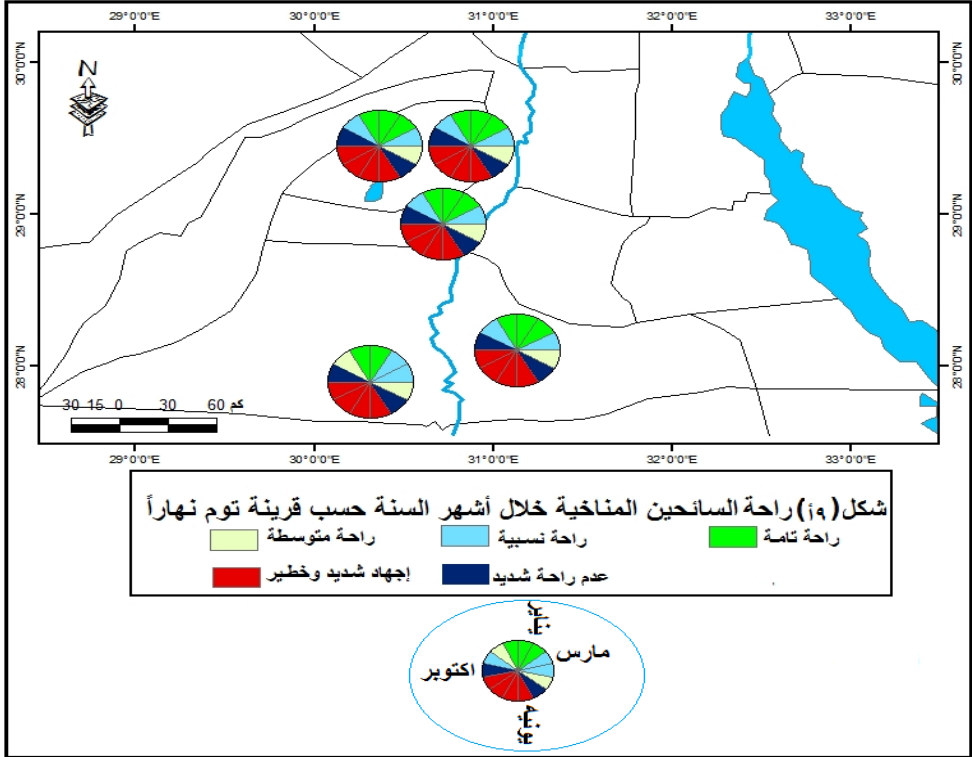 29°0'0"E 30°0'0"E 31°0'0"E 32°0'0"E 33°0'0"E
30°0'0"N 30°0'0"N
29°0'0"N 29°0'0"N
28°0'0"N 28°0'0"N
N
30 15 0 30 60 كم
29°0'0"E 30°0'0"E 31°0'0"E 32°0'0"E 33°0'0"E
شكل(٩أ) راحة السائحين المناخية خلال أشهر السنة حسب قرينة توم نهاراً
راحة تامة راحة نسبية راحة متوسطة
عدم راحة شديد إجهاد شديد وخطير
يناير
مارس
اكتوبر
يونيه